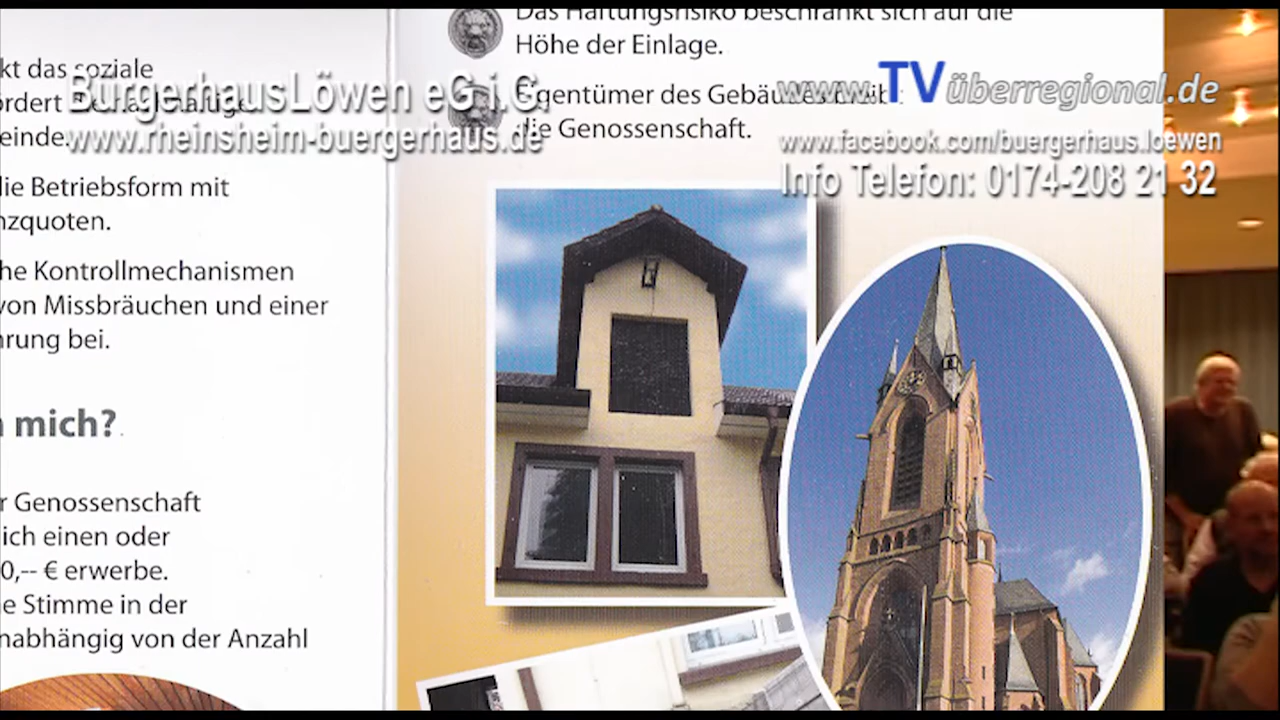 kt das soziale
einde.
die Betriebsform mit
nzquoten.
he Kontrollmechanismen
von Missbräuchen und einer
hrung bei.
mich?
r Genossenschaft
ich einen oder
0,-- € erwerbe.
e Stimme in der
nabhängig von der Anzahl
Das Haftungsrisiko beschränkt sich auf die
Höhe der Einlage.
Eigentümer des Gebäudes bleibt
die Genossenschaft.
BürgerhausLöwen eG i.G.
www.rheinsheim-buergerhaus.de
www.TVüberregional.de
www.facebook.com/buergerhaus.loewen
Info Telefon: 0174-208 21 32